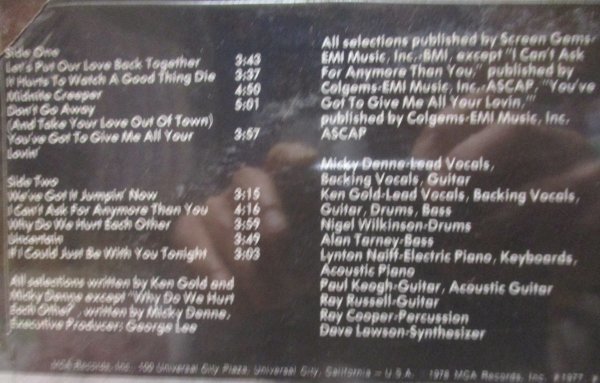 Side One
Let's Put Our Love Back Together 3:43
It Hurts To Watch A Good Thing Die 3:37
Midnite Creeper 4:50
Don't Go Away 5:01
(And Take Your Love Out Of Town)
You've Got To Give Me All Your 3:57
Lovin'
Side Two
We've Got It Jumpin' Now 3:15
I Can't Ask For Anymore Than You 4:16
Why Do We Hurt Each Other 3:59
Uncertain 3:49
If I Could Just Be With You Tonight 3:03
All selections written by Ken Gold and
Micky Denne except "Why Do We Hurt
Each Other", written by Micky Denne.
Executive Producer: George Lee
All selections published by Screen Gems-
EMI Music, Inc.-BMI, except "I Can't Ask
For Anymore Than You," published by
Colgems-EMI Music, Inc.-ASCAP, "You've
Got To Give Me All Your Lovin,'"
published by Colgems-EMI Music, Inc.
ASCAP
Micky Denne-Lead Vocals,
Backing Vocals, Guitar
Ken Gold-Lead Vocals, Backing Vocals,
Guitar, Drums, Bass
Nigel Wilkinson-Drums
Alan Tarney-Bass
Lynton Naiff-Electric Piano, Keyboards,
Acoustic Piano
Paul Keogh-Guitar, Acoustic Guitar
Ray Russell-Guitar
Ray Cooper-Percussion
Dave Lawson-Synthesizer
MCA Records, Inc., 100 Universal City Plaza, Universal City, California — U.S.A. 1978 MCA Records, Inc. 1977